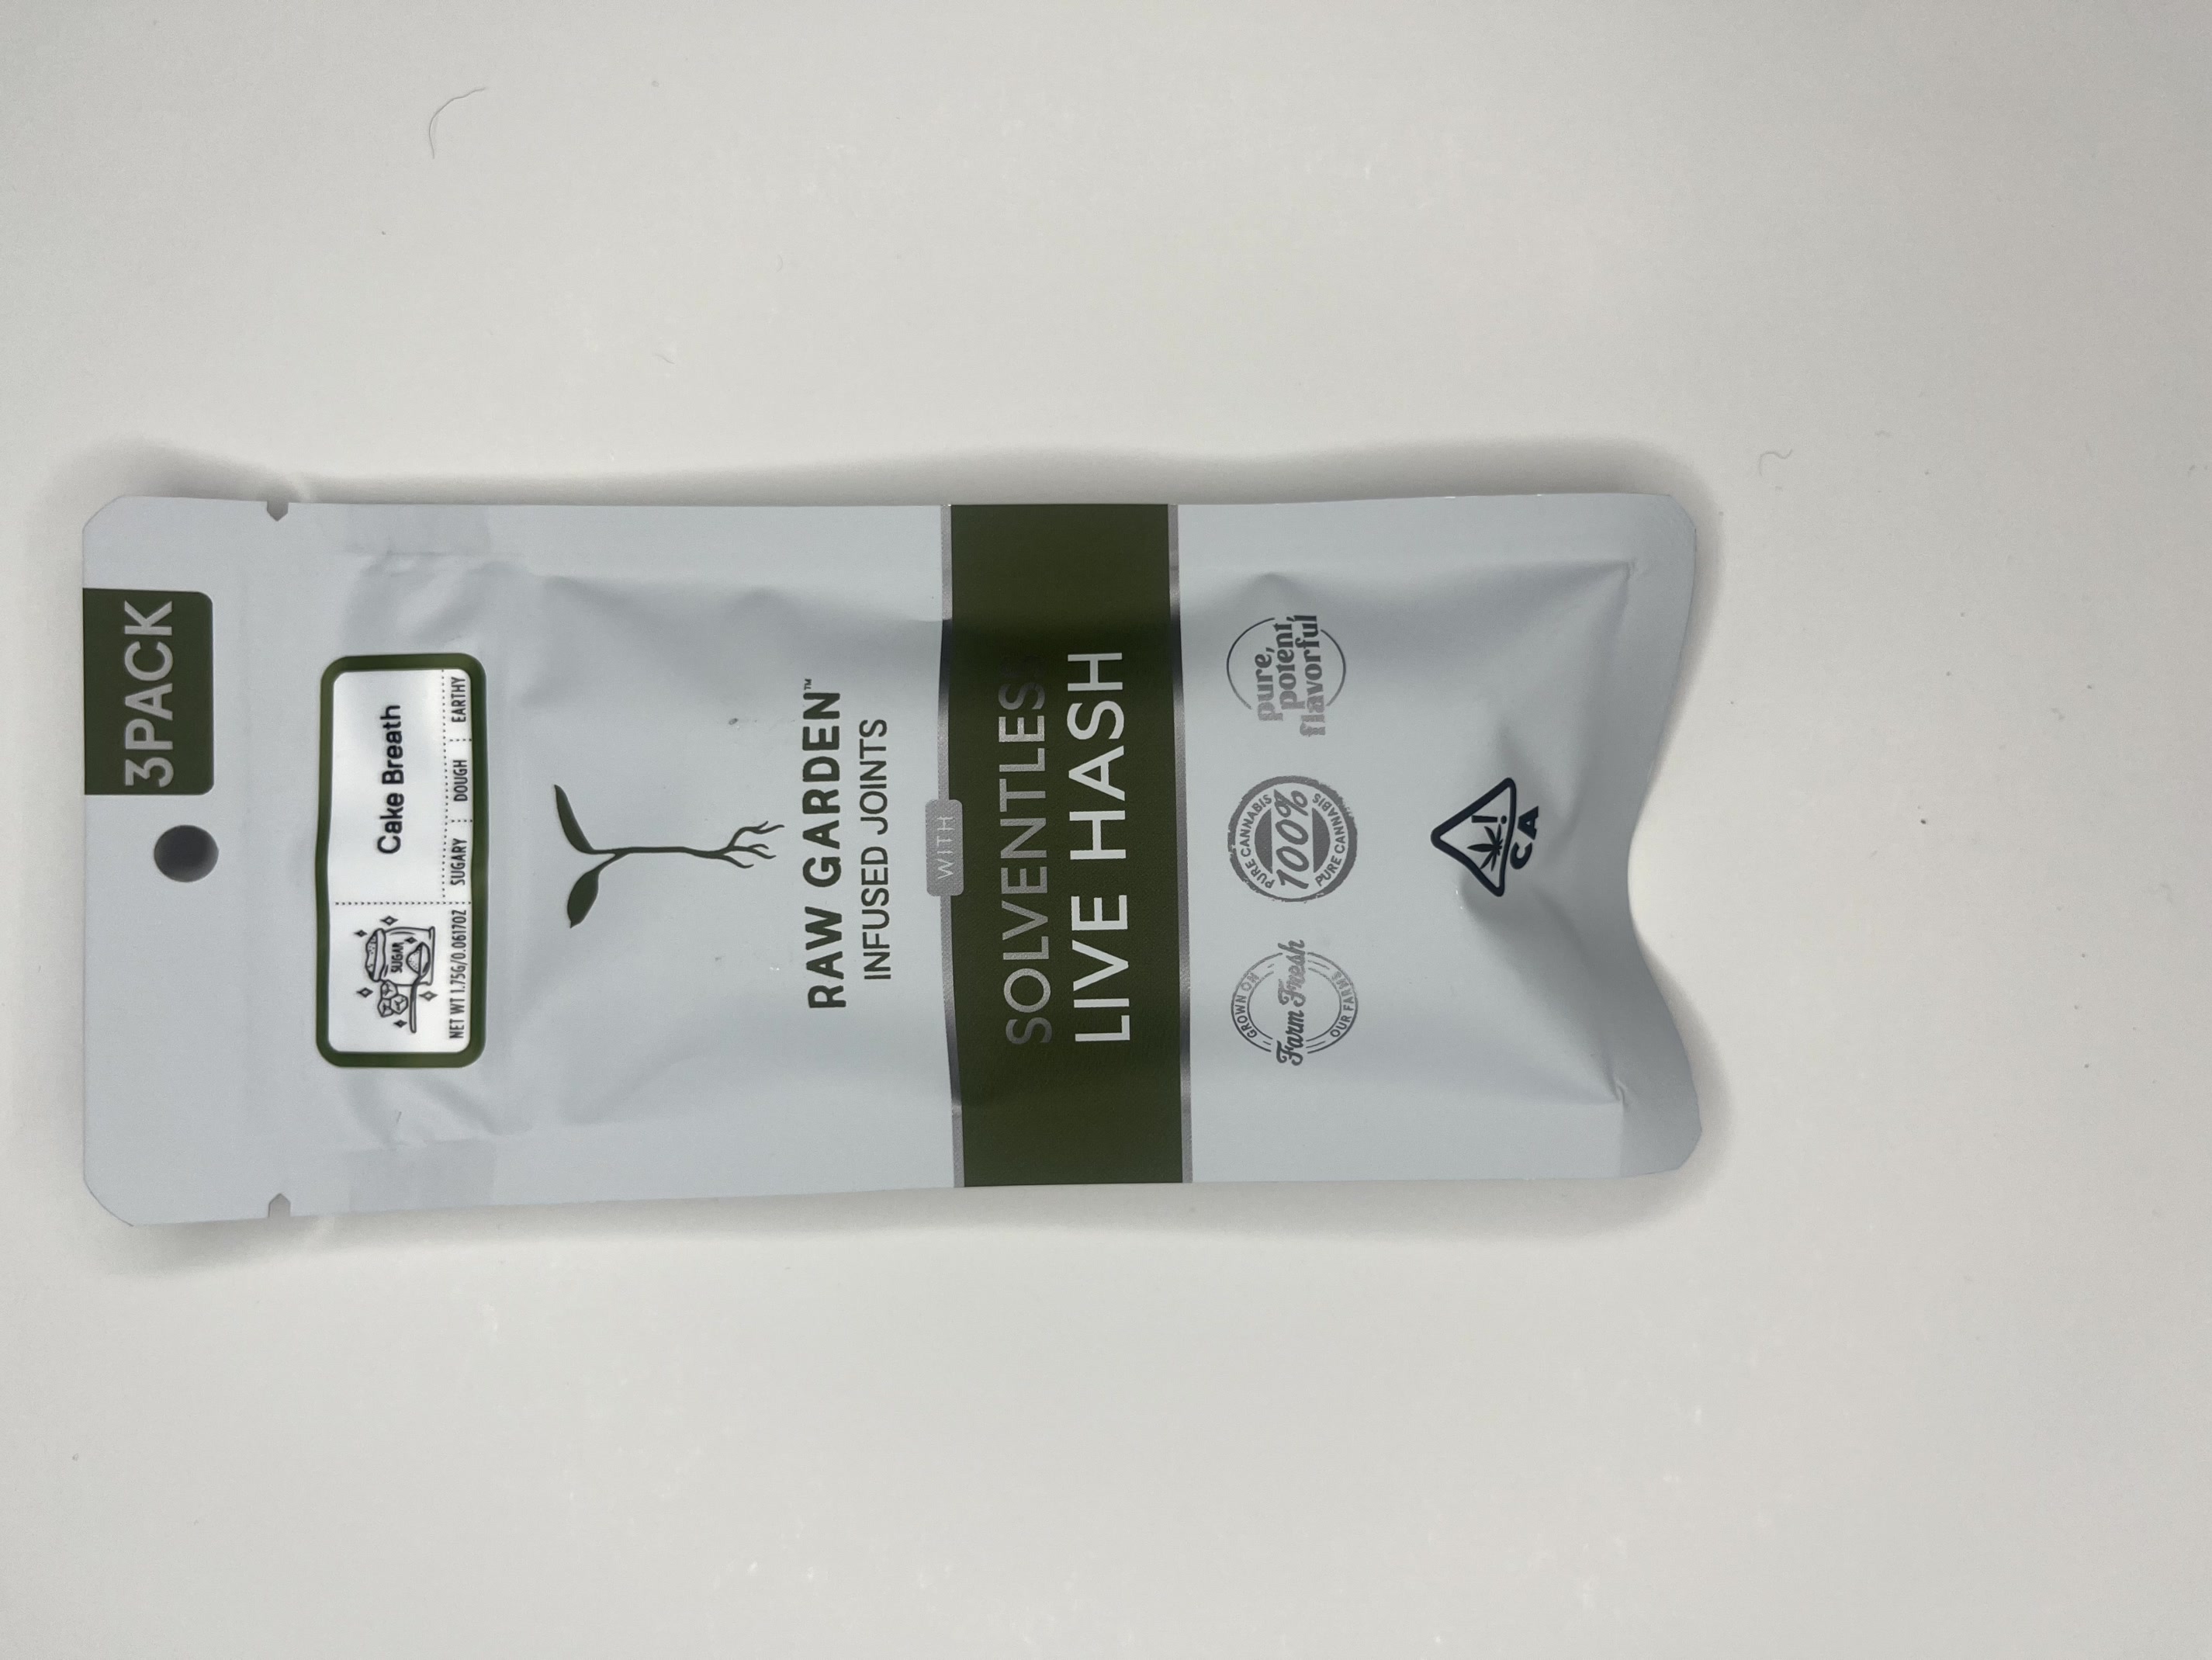 3PACK
SUGAR
Cake Breath
NET WT 1.75G/0.0617OZ SUGARY DOUGH EARTHY
RAW GARDEN™
INFUSED JOINTS
WITH
SOLVENTLESS
LIVE HASH
GROWN ON
Farm Fresh
OUR FARMS
PURE CANNABIS
100%
PURE CANNABIS
pure,
potent,
flavorful
!
CA